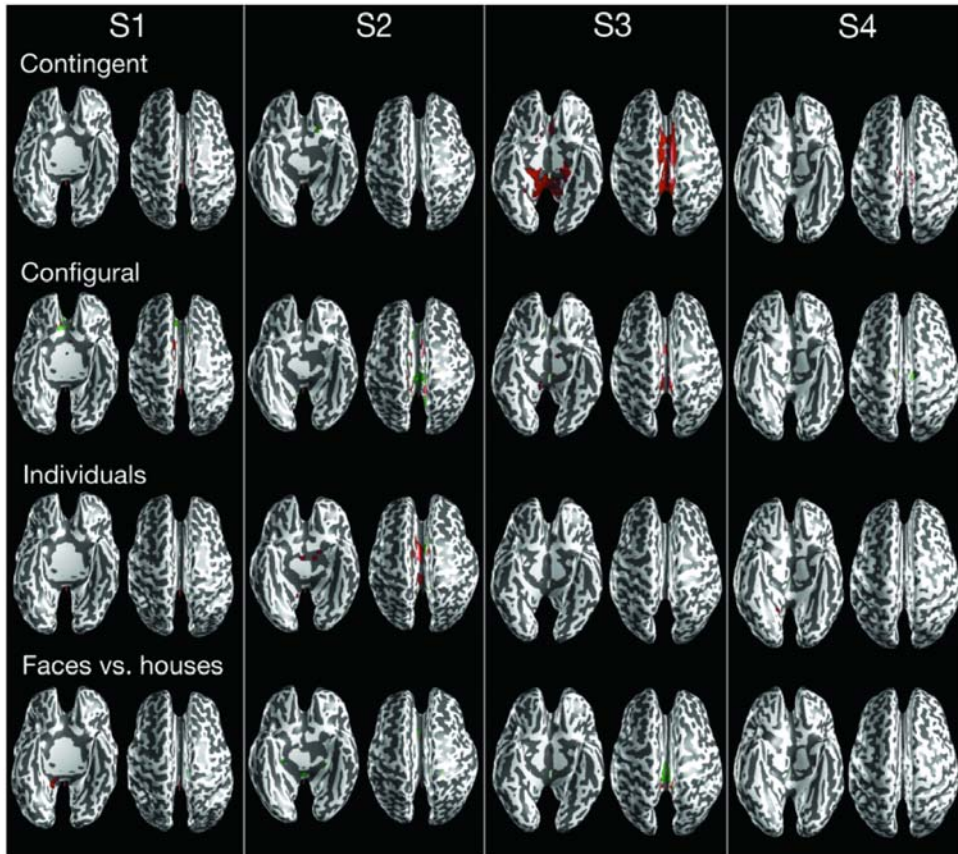 S1 S2 S3 S4
Contingent
Configural
Individuals
Faces vs. houses